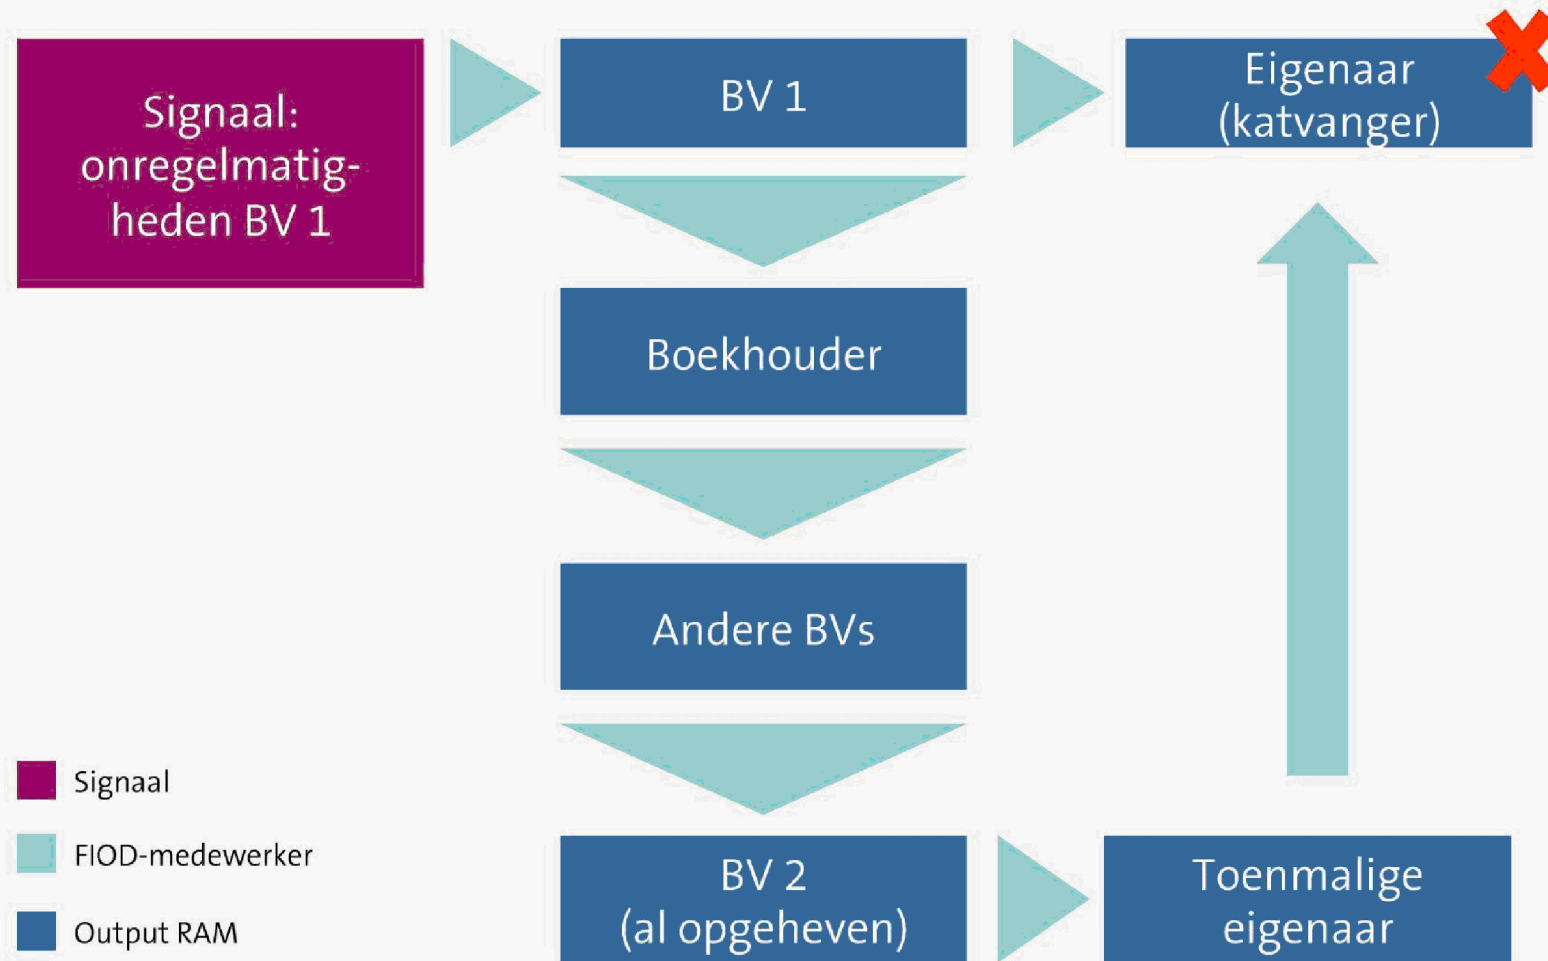 Signaal:
onregelmatig-
heden BV 1
BV 1
Eigenaar
(katvanger)
Boekhouder
Andere BVs
BV 2
(al opgeheven)
Toenmalige
eigenaar
Signaal
FIOD-medewerker
Output RAM